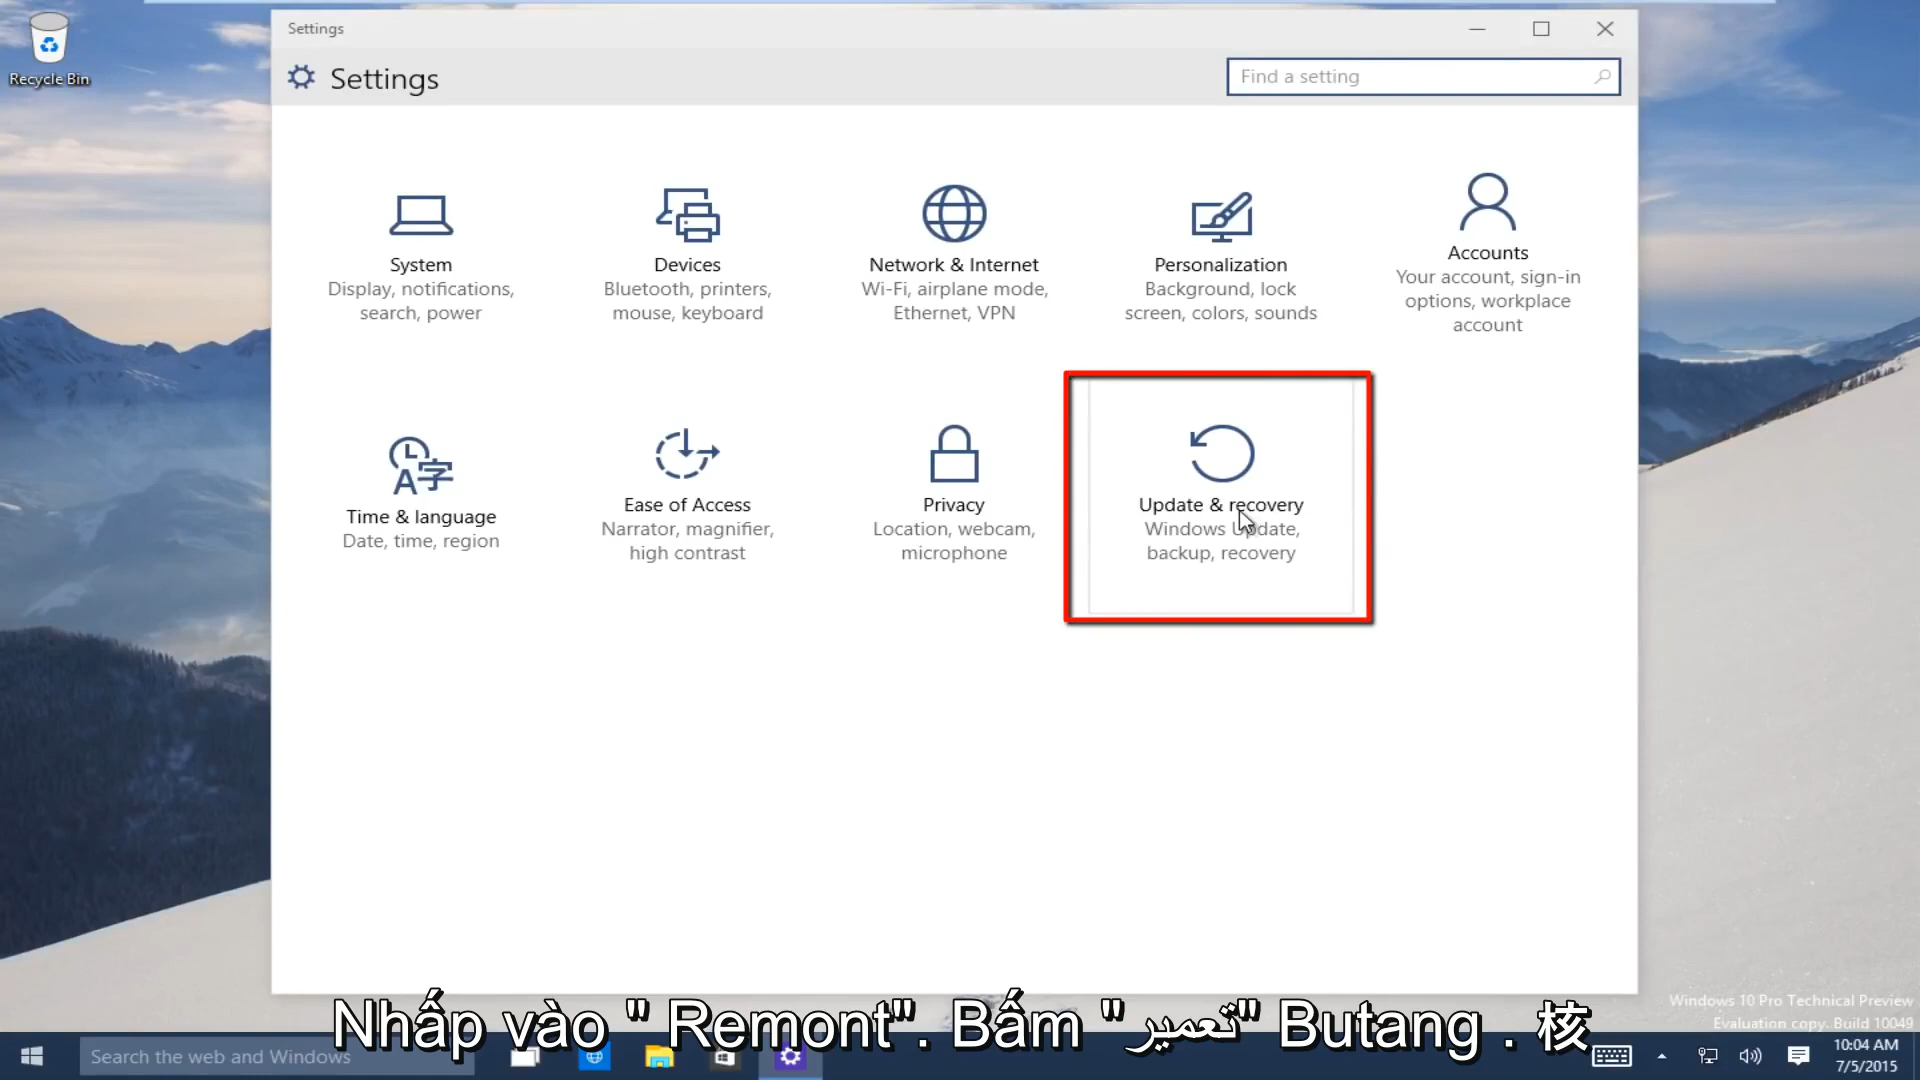 Recycle Bin
Settings
Settings
Find a setting
System
Display, notifications,
search, power
Devices
Bluetooth, printers,
mouse, keyboard
Network & Internet
Wi-Fi, airplane mode,
Ethernet, VPN
Personalization
Background, lock
screen, colors, sounds
Accounts
Your account, sign-in
options, workplace
account
Time & language
Date, time, region
Ease of Access
Narrator, magnifier,
high contrast
Privacy
Location, webcam,
microphone
Update & recovery
Windows Update,
backup, recovery
Windows 10 Pro Technical Preview
Evaluation copy. Build 10049
Nhấp vào " Remont". Bấm "تعمیر" Butang . 核
Search the web and Windows
10:04 AM
7/5/2015